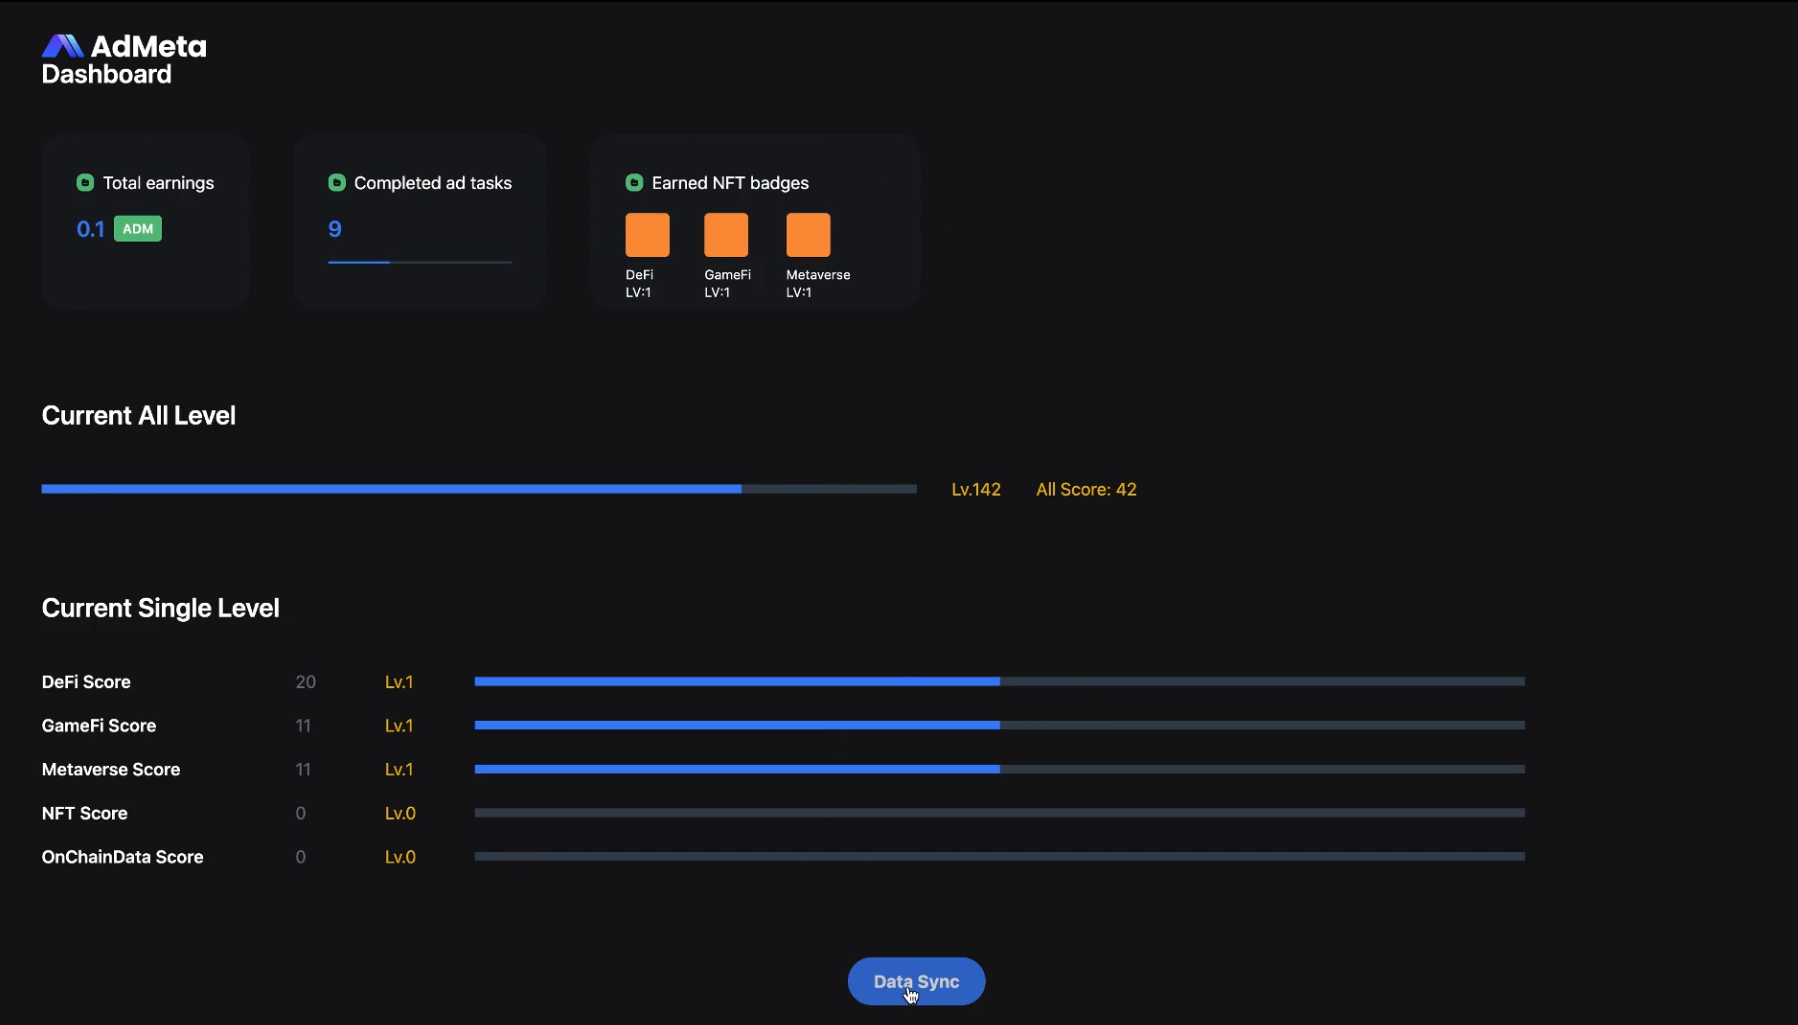 AdMeta
Dashboard
Total earnings
0.1 ADM
Completed ad tasks
9
Earned NFT badges
DeFi
LV:1
GameFi
LV:1
Metaverse
LV:1
Current All Level
Lv.142 All Score: 42
Current Single Level
DeFi Score 20 Lv.1
GameFi Score 11 Lv.1
Metaverse Score 11 Lv.1
NFT Score 0 Lv.0
OnChainData Score 0 Lv.0
Data Sync